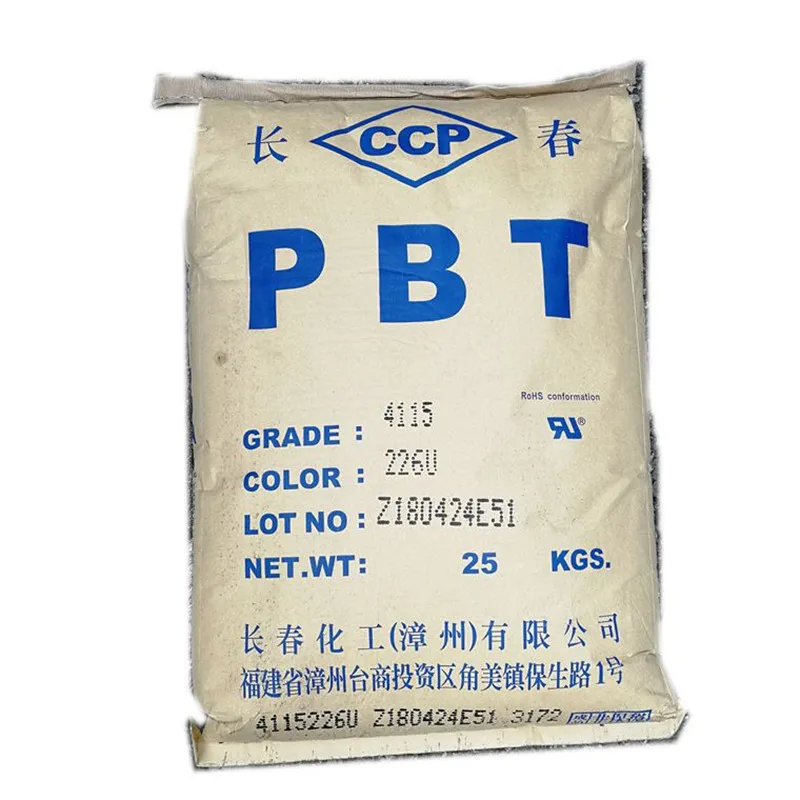 长 CCP 春
PBT
RoHS conformation
GRADE : 4115
RU®
COLOR : 226U
LOT NO : Z180424E51
NET.WT: 25 KGS.
长春化工(漳州)有限公司
福建省漳州台商投资区角美镇保生路1号
4115226U Z180424E51 3172